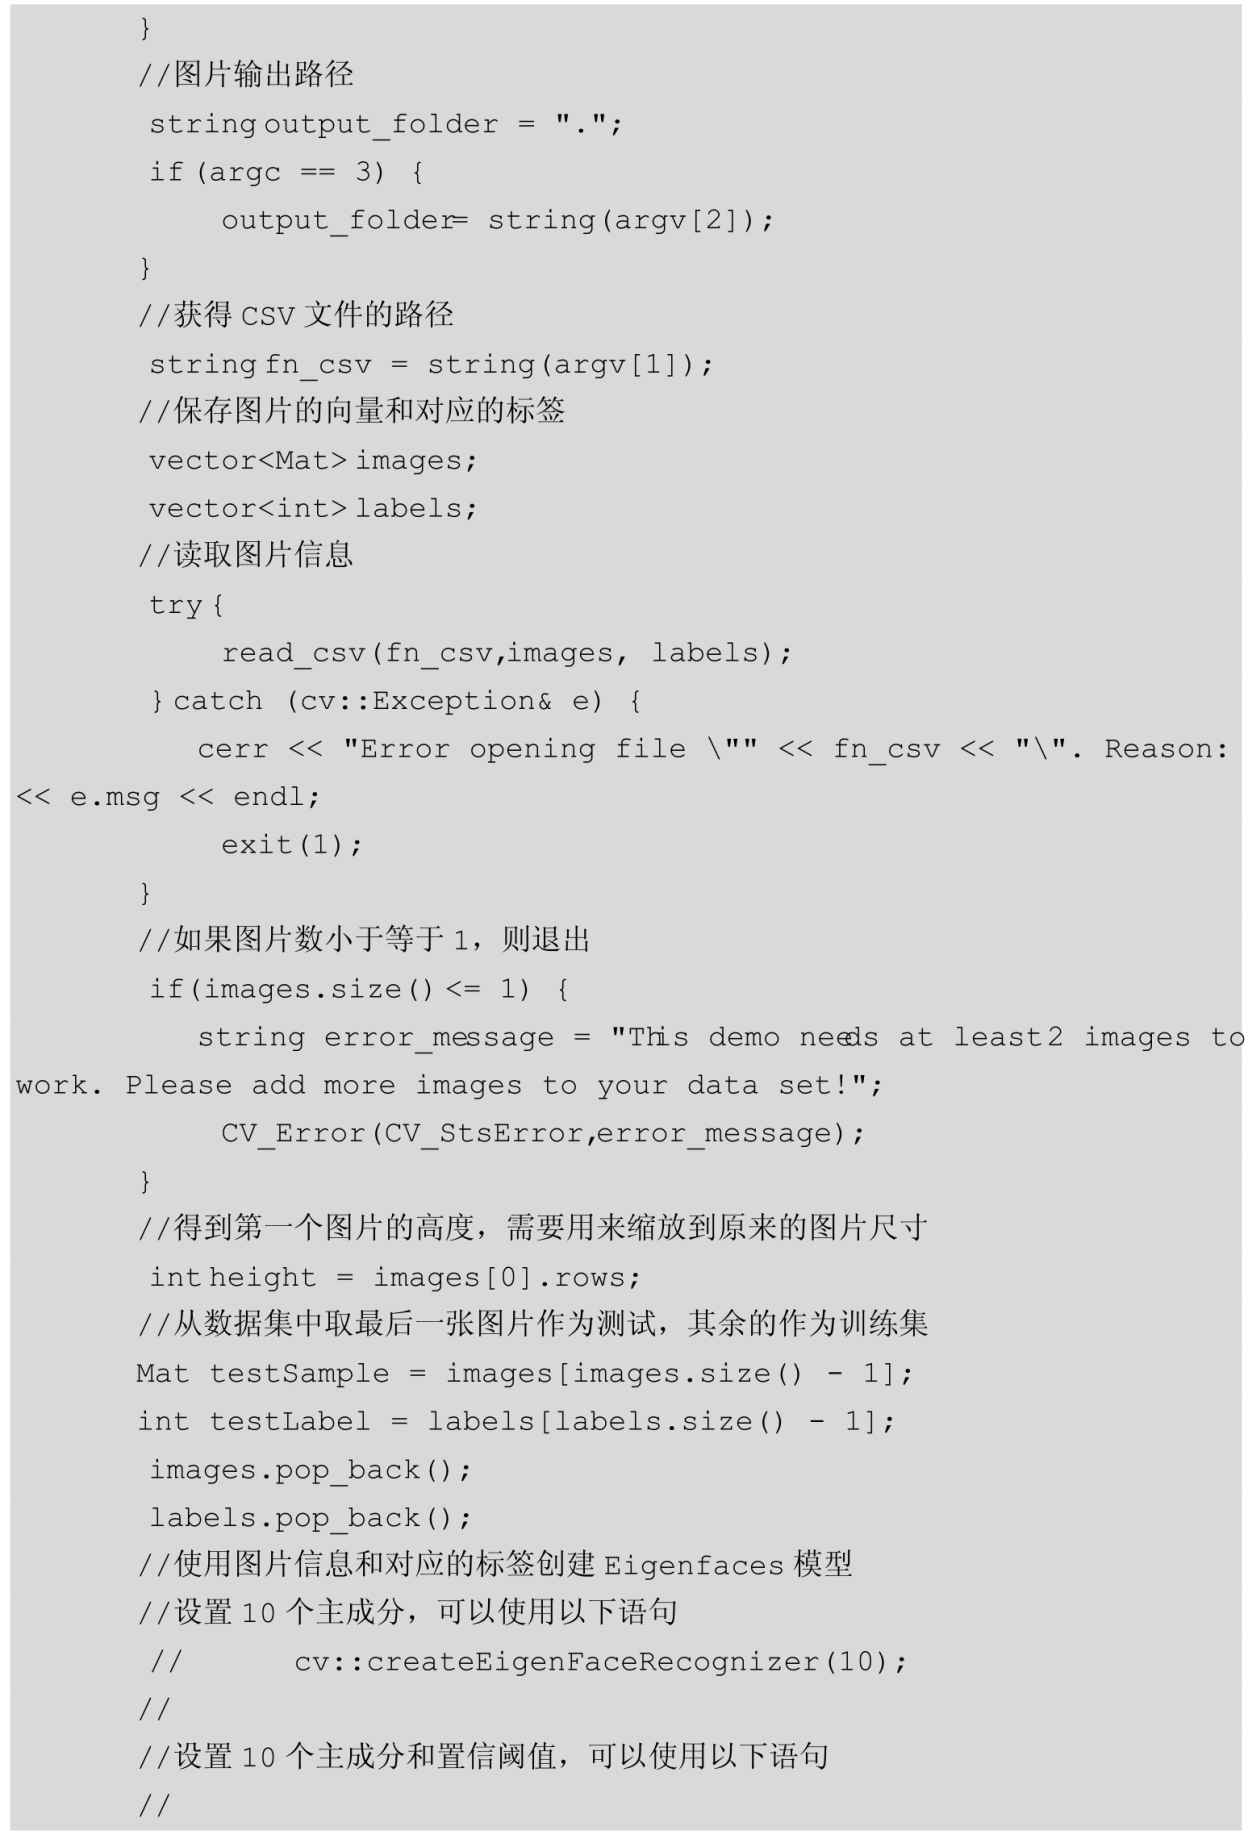 }
//图片输出路径
string output_folder = ".";
if (argc == 3) {
output_folder= string(argv[2]);
}
//获得 CSV 文件的路径
string fn_csv = string(argv[1]);
//保存图片的向量和对应的标签
vector<Mat> images;
vector<int> labels;
//读取图片信息
try {
read_csv(fn_csv,images, labels);
} catch (cv::Exception& e) {
cerr << "Error opening file \"" << fn_csv << "\". Reason:
<< e.msg << endl;
exit(1);
}
//如果图片数小于等于 1，则退出
if(images.size() <= 1) {
string error_message = "This demo needs at least 2 images to
work. Please add more images to your data set!";
CV_Error(CV_StsError,error_message);
}
//得到第一个图片的高度，需要用来缩放到原来的图片尺寸
int height = images[0].rows;
//从数据集中取最后一张图片作为测试，其余的作为训练集
Mat testSample = images[images.size() - 1];
int testLabel = labels[labels.size() - 1];
images.pop_back();
labels.pop_back();
//使用图片信息和对应的标签创建 Eigenfaces 模型
//设置 10 个主成分，可以使用以下语句
// cv::createEigenFaceRecognizer(10);
//
//设置 10 个主成分和置信阈值，可以使用以下语句
//